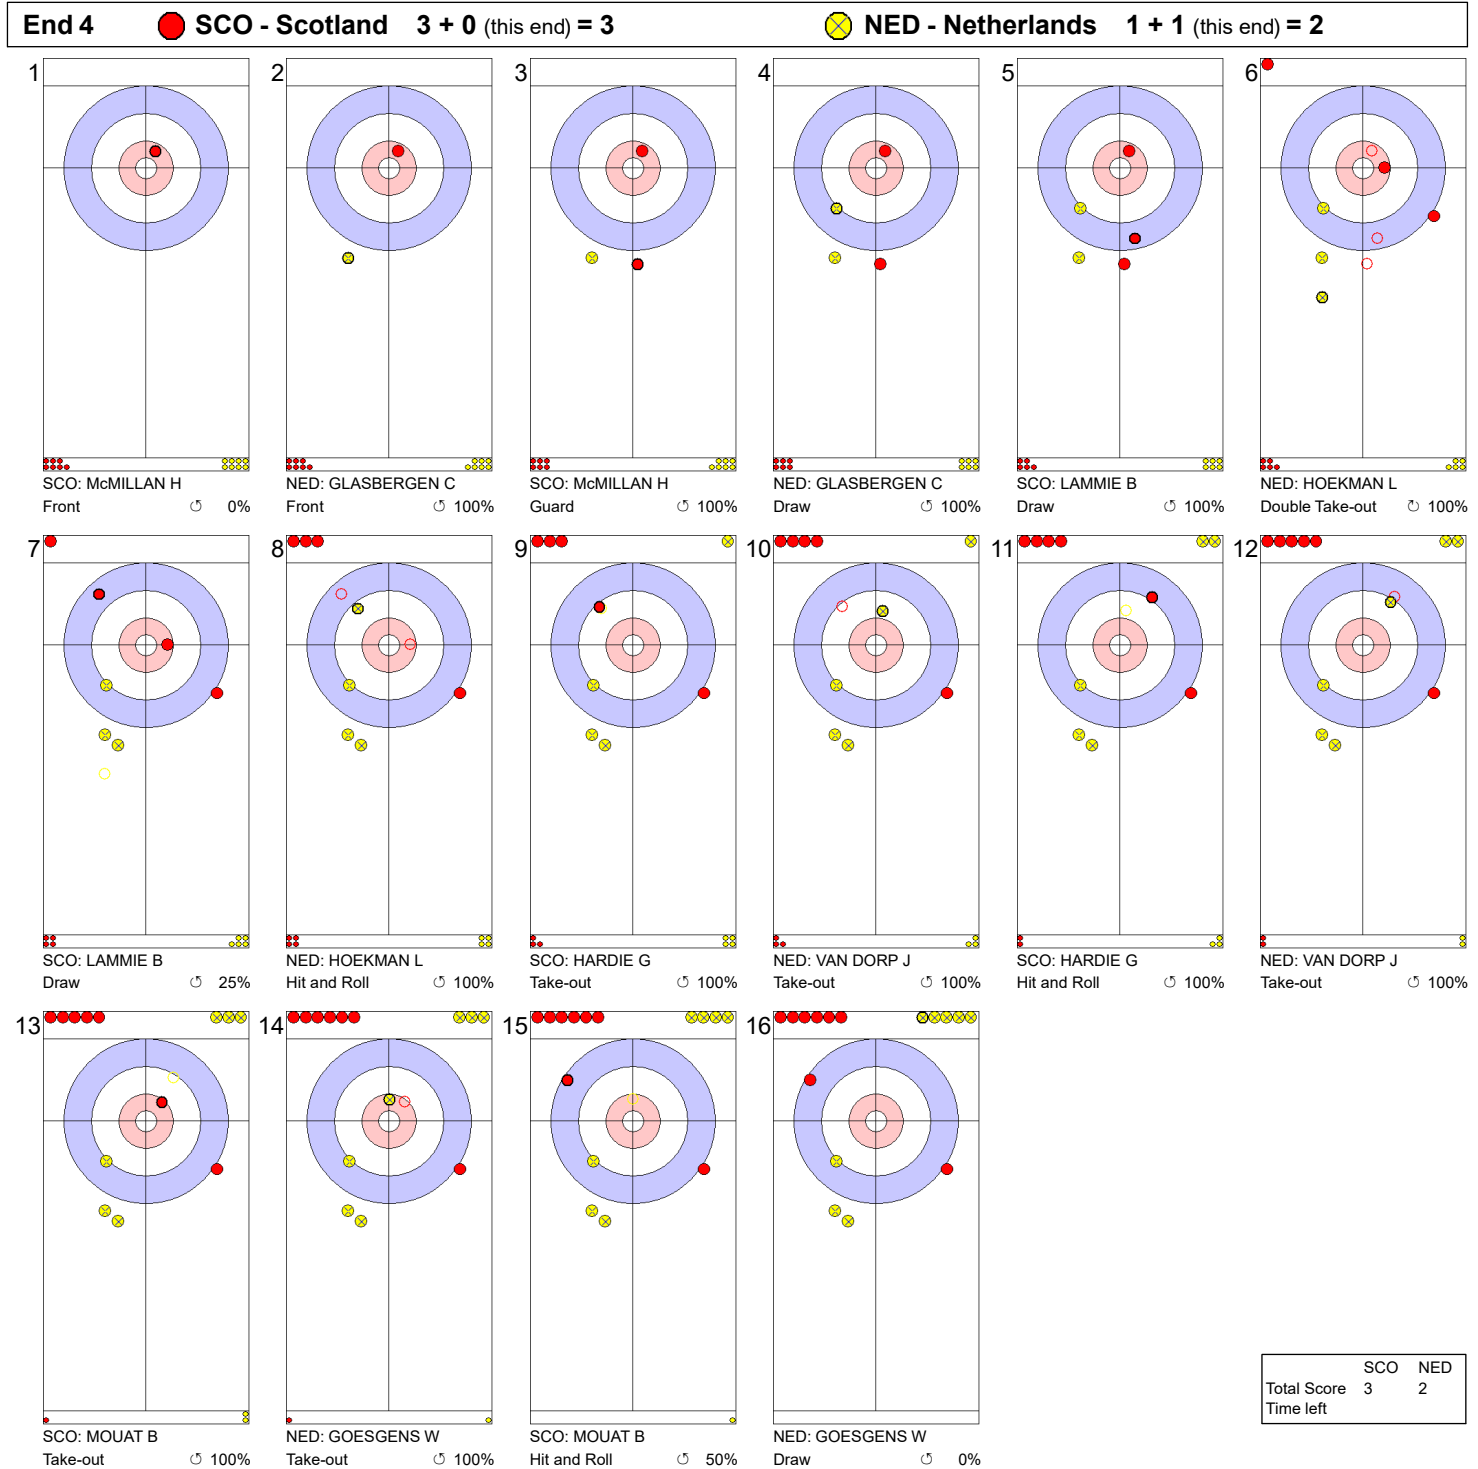 End 4 SCO - Scotland 3 + 0 (this end) = 3 NED - Netherlands 1 + 1 (this end) = 2
1 2 3 4 5 6
SCO: McMILLAN H NED: GLASBERGEN C SCO: McMILLAN H NED: GLASBERGEN C SCO: LAMMIE B NED: HOEKMAN L
Front ↺ 0% Front ↺ 100% Guard ↺ 100% Draw ↺ 100% Draw ↺ 100% Double Take-out ↻ 100%
7 8 9 10 11 12
SCO: LAMMIE B NED: HOEKMAN L SCO: HARDIE G NED: VAN DORP J SCO: HARDIE G NED: VAN DORP J
Draw ↺ 25% Hit and Roll ↺ 100% Take-out ↺ 100% Take-out ↺ 100% Hit and Roll ↺ 100% Take-out ↺ 100%
13 14 15 16
SCO: MOUAT B NED: GOESGENS W SCO: MOUAT B NED: GOESGENS W
Take-out ↺ 100% Take-out ↺ 100% Hit and Roll ↺ 50% Draw ↺ 0%
SCO NED
Total Score 3 2
Time left